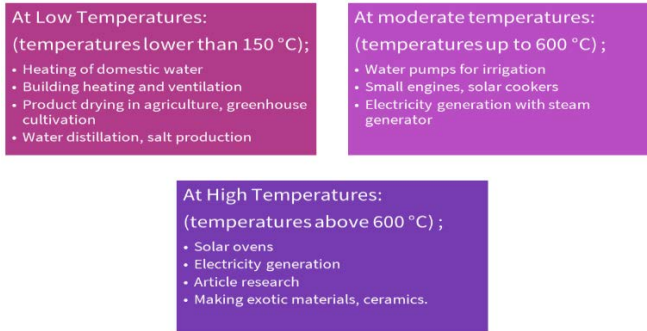 At Low Temperatures:
(temperatures lower than 150 °C);
• Heating of domestic water
• Building heating and ventilation
• Product drying in agriculture, greenhouse
cultivation
• Water distillation, salt production
At moderate temperatures:
(temperatures up to 600 °C) ;
• Water pumps for irrigation
• Small engines, solar cookers
• Electricity generation with steam
generator
At High Temperatures:
(temperatures above 600 °C) ;
• Solar ovens
• Electricity generation
• Article research
• Making exotic materials, ceramics.